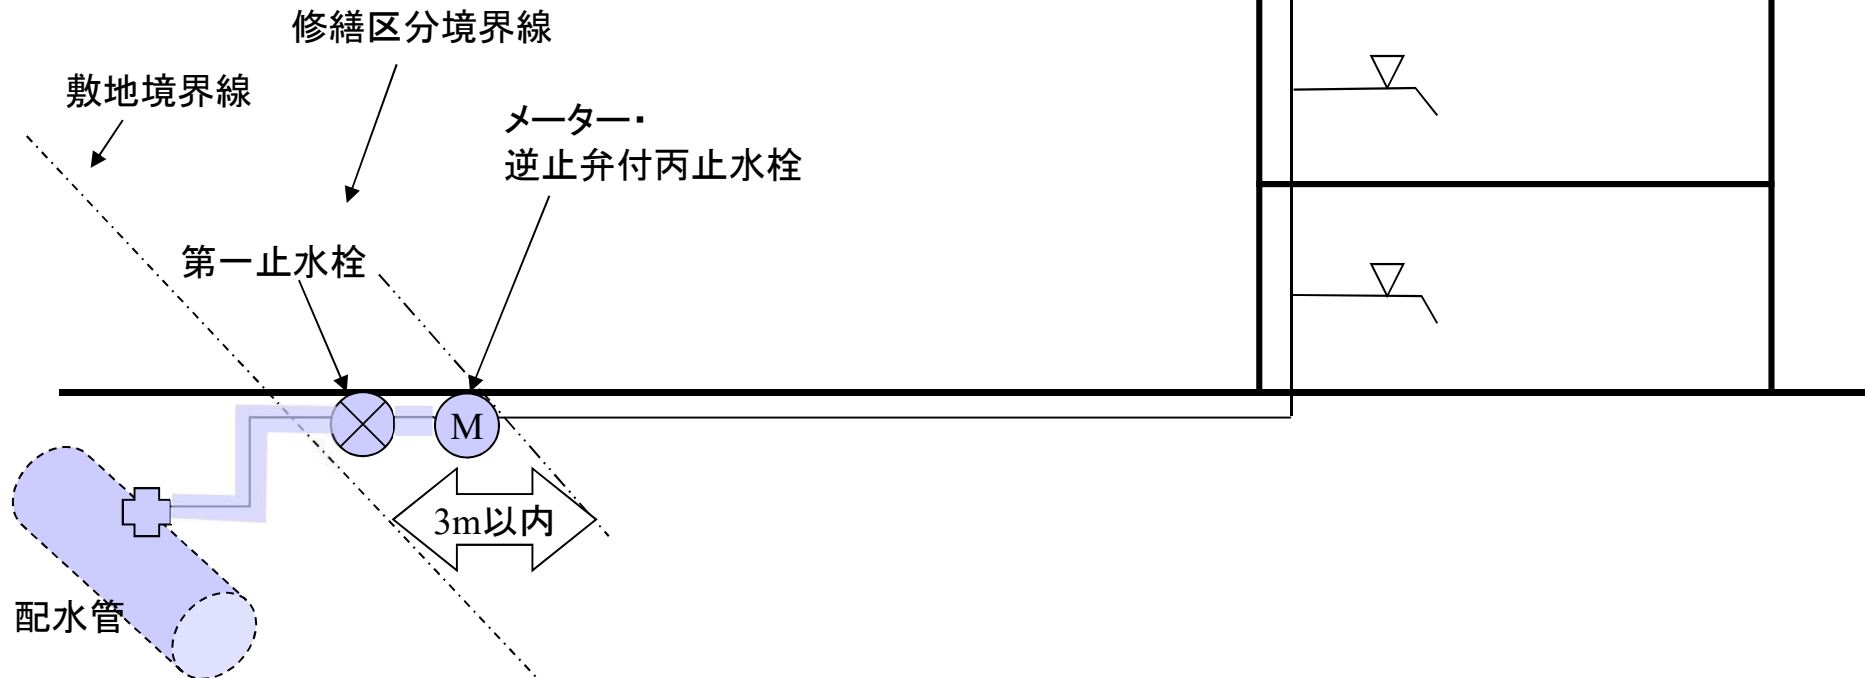 修繕区分境界線
敷地境界線
メーター・
逆止弁付丙止水栓
第一止水栓
M
3m以内
配水管